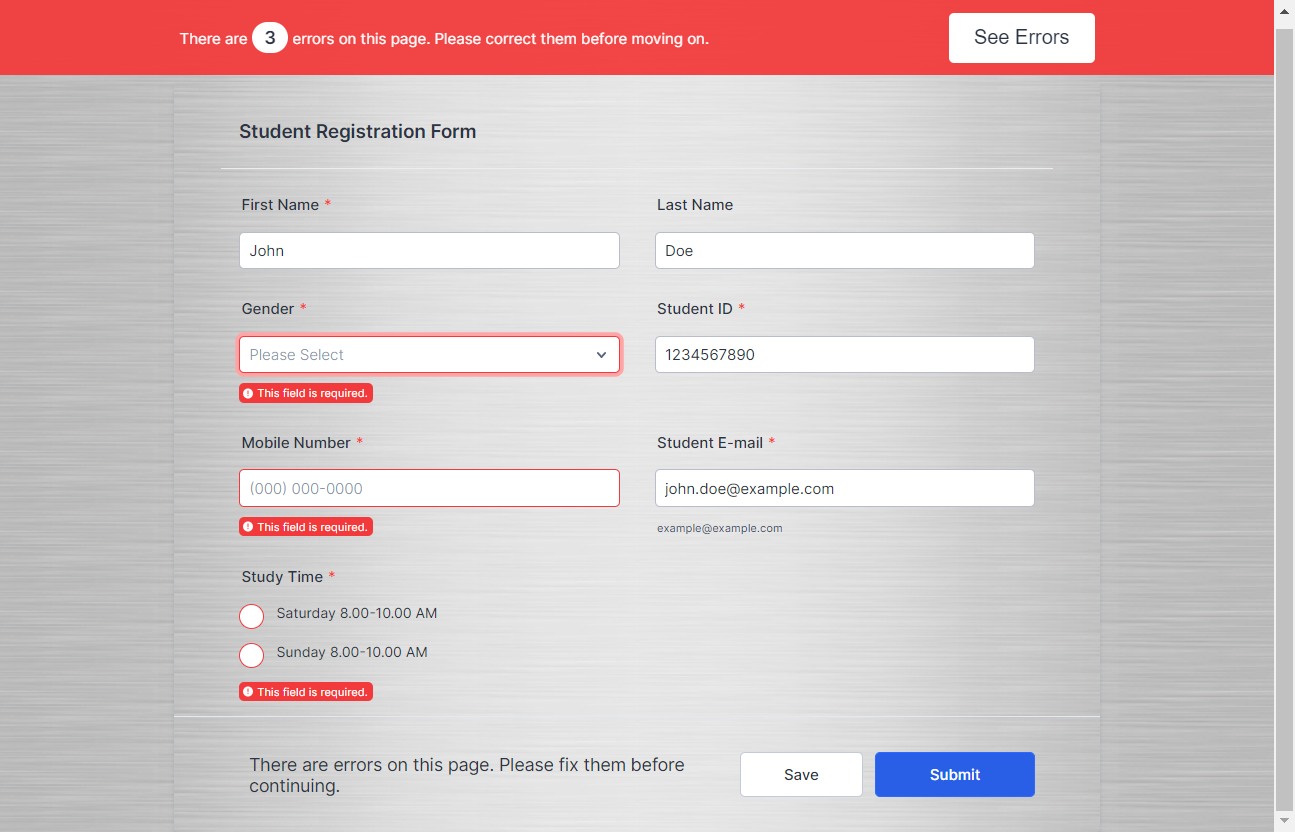 There are 3 errors on this page. Please correct them before moving on.
See Errors
Student Registration Form
First Name *
Last Name
John
Doe
Gender *
Student ID *
Please Select
1234567890
This field is required.
Mobile Number *
Student E-mail *
(000) 000-0000
john.doe@example.com
This field is required.
example@example.com
Study Time *
Saturday 8.00-10.00 AM
Sunday 8.00-10.00 AM
This field is required.
There are errors on this page. Please fix them before
continuing.
Save
Submit